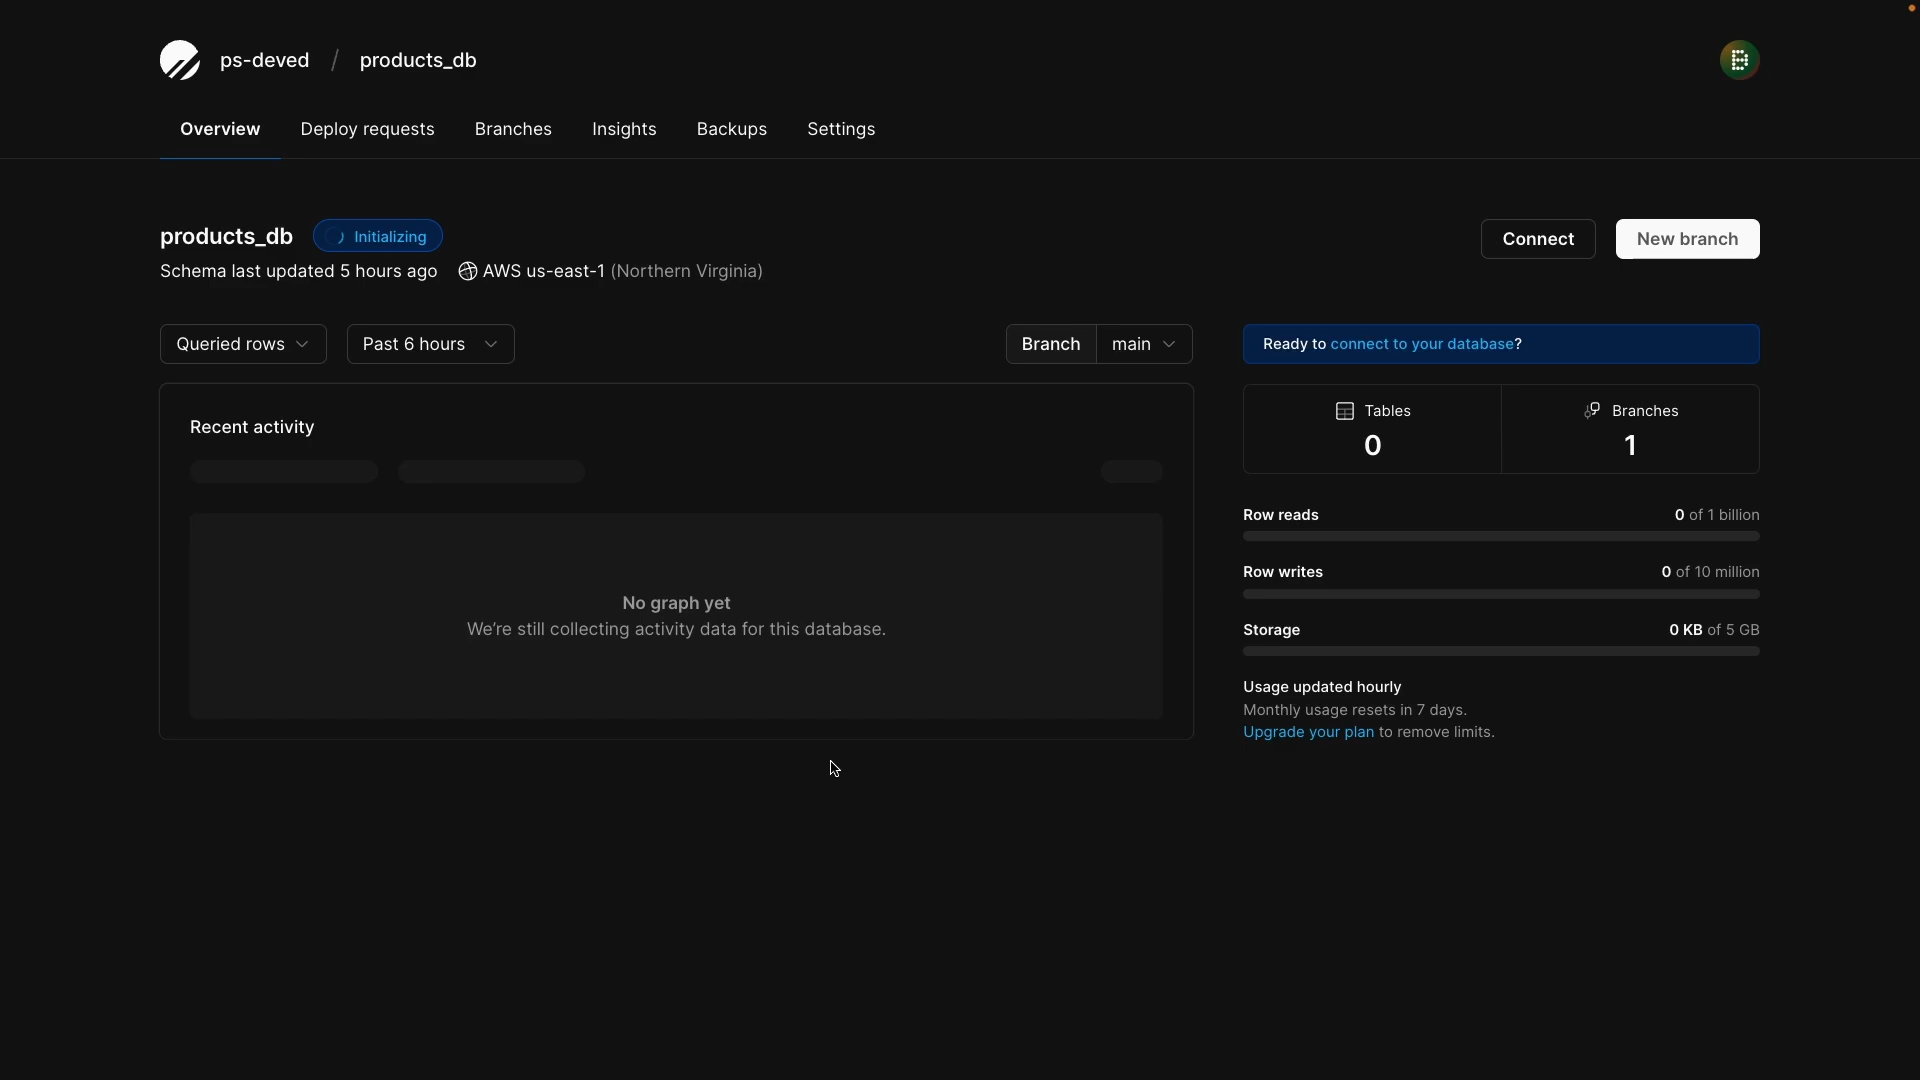 ps-deved / products_db
Overview Deploy requests Branches Insights Backups Settings
products_db Initializing
Schema last updated 5 hours ago AWS us-east-1 (Northern Virginia)
Connect New branch
Queried rows Past 6 hours Branch main
Recent activity
No graph yet
We're still collecting activity data for this database.
Ready to connect to your database?
Tables Branches
0 1
Row reads 0 of 1 billion
Row writes 0 of 10 million
Storage 0 KB of 5 GB
Usage updated hourly
Monthly usage resets in 7 days.
Upgrade your plan to remove limits.